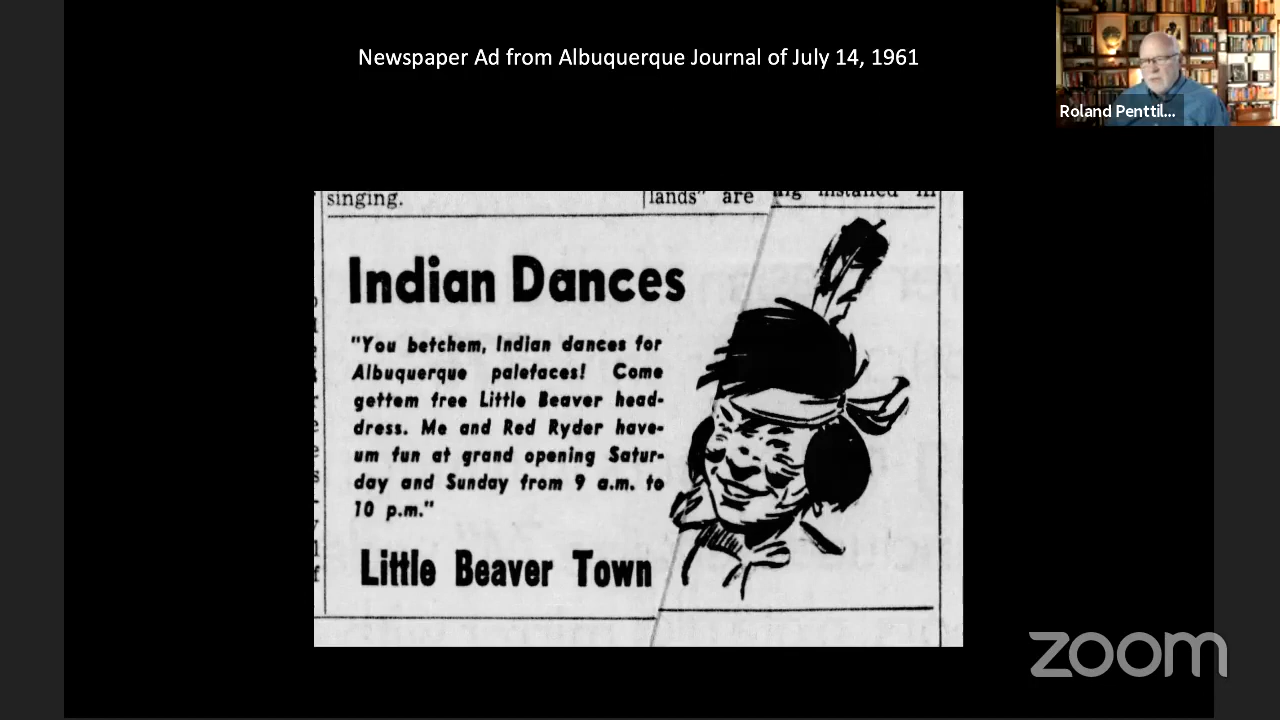 Newspaper Ad from Albuquerque Journal of July 14, 1961
Roland Penttil...
singing.
lands" are
Indian Dances
"You betchem, Indian dances for
Albuquerque palefaces! Come
gettem free Little Beaver head-
dress. Me and Red Ryder have-
um fun at grand opening Satur-
day and Sunday from 9 a.m. to
10 p.m."
Little Beaver Town
zoom